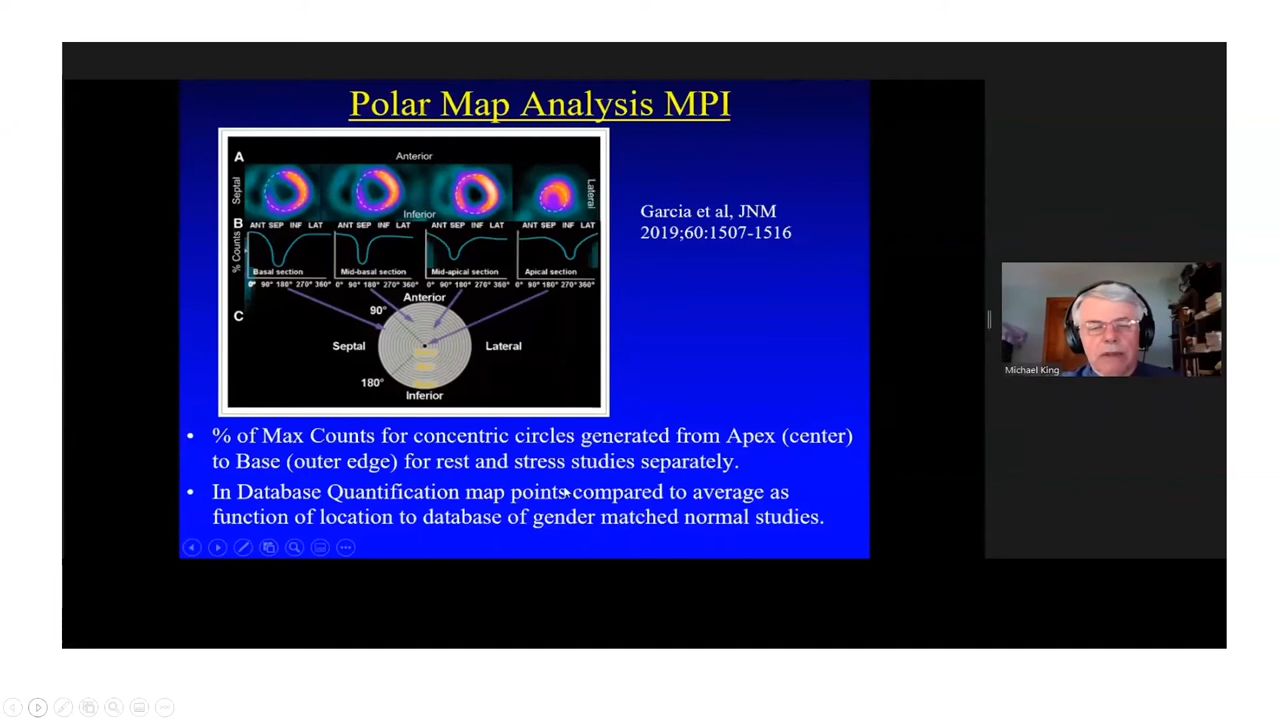 Polar Map Analysis MPI
A
Anterior
Septal
Lateral
Inferior
B
ANT SEP INF LAT
ANT SEP INF LAT
ANT SEP INF LAT
ANT SEP INF LAT
% Counts
Basal section
Mid-basal section
Mid-apical section
Apical section
0° 90° 180° 270° 360°
0° 90° 180° 270° 360°
0° 90° 180° 270° 360°
0° 90° 180° 270° 360°
C
Anterior
90°
Septal
Lateral
180°
Inferior
Garcia et al, JNM
2019;60:1507-1516
• % of Max Counts for concentric circles generated from Apex (center)
to Base (outer edge) for rest and stress studies separately.
• In Database Quantification map points compared to average as
function of location to database of gender matched normal studies.
Michael King